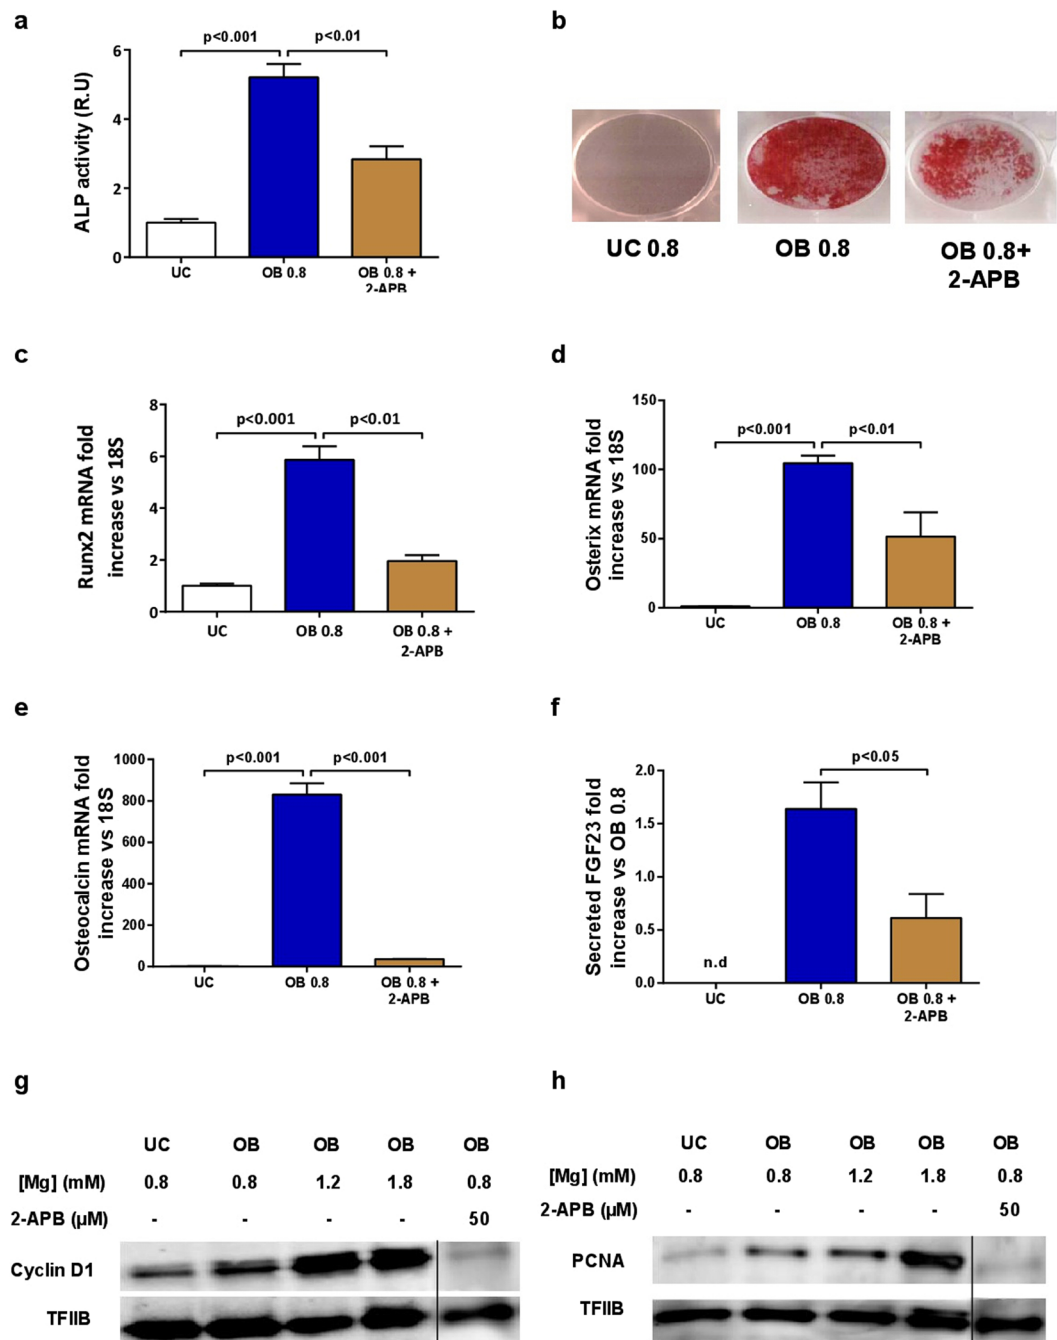 a
ALP activity (R.U)
6
4
2
0
p<0.001
p<0.01
UC
OB 0.8
OB 0.8 +
2-APB
b
UC 0.8
OB 0.8
OB 0.8+
2-APB
c
Runx2 mRNA fold
increase vs 18S
8
6
4
2
0
p<0.001
p<0.01
UC
OB 0.8
OB 0.8 +
2-APB
d
Osterix mRNA fold
increase vs 18S
150
100
50
0
p<0.001
p<0.01
UC
OB 0.8
OB 0.8 +
2-APB
e
Osteocalcin mRNA fold
increase vs 18S
1000
800
600
400
200
0
p<0.001
p<0.001
UC
OB 0.8
OB 0.8 +
2-APB
f
Secreted FGF23 fold
increase vs OB 0.8
2.0
1.5
1.0
0.5
0.0
p<0.05
n.d
UC
OB 0.8
OB 0.8 +
2-APB
g
UC OB OB OB OB
[Mg] (mM) 0.8 0.8 1.2 1.8 0.8
2-APB (µM) - - - - 50
Cyclin D1
TFIIB
h
UC OB OB OB OB
[Mg] (mM) 0.8 0.8 1.2 1.8 0.8
2-APB (µM) - - - - 50
PCNA
TFIIB